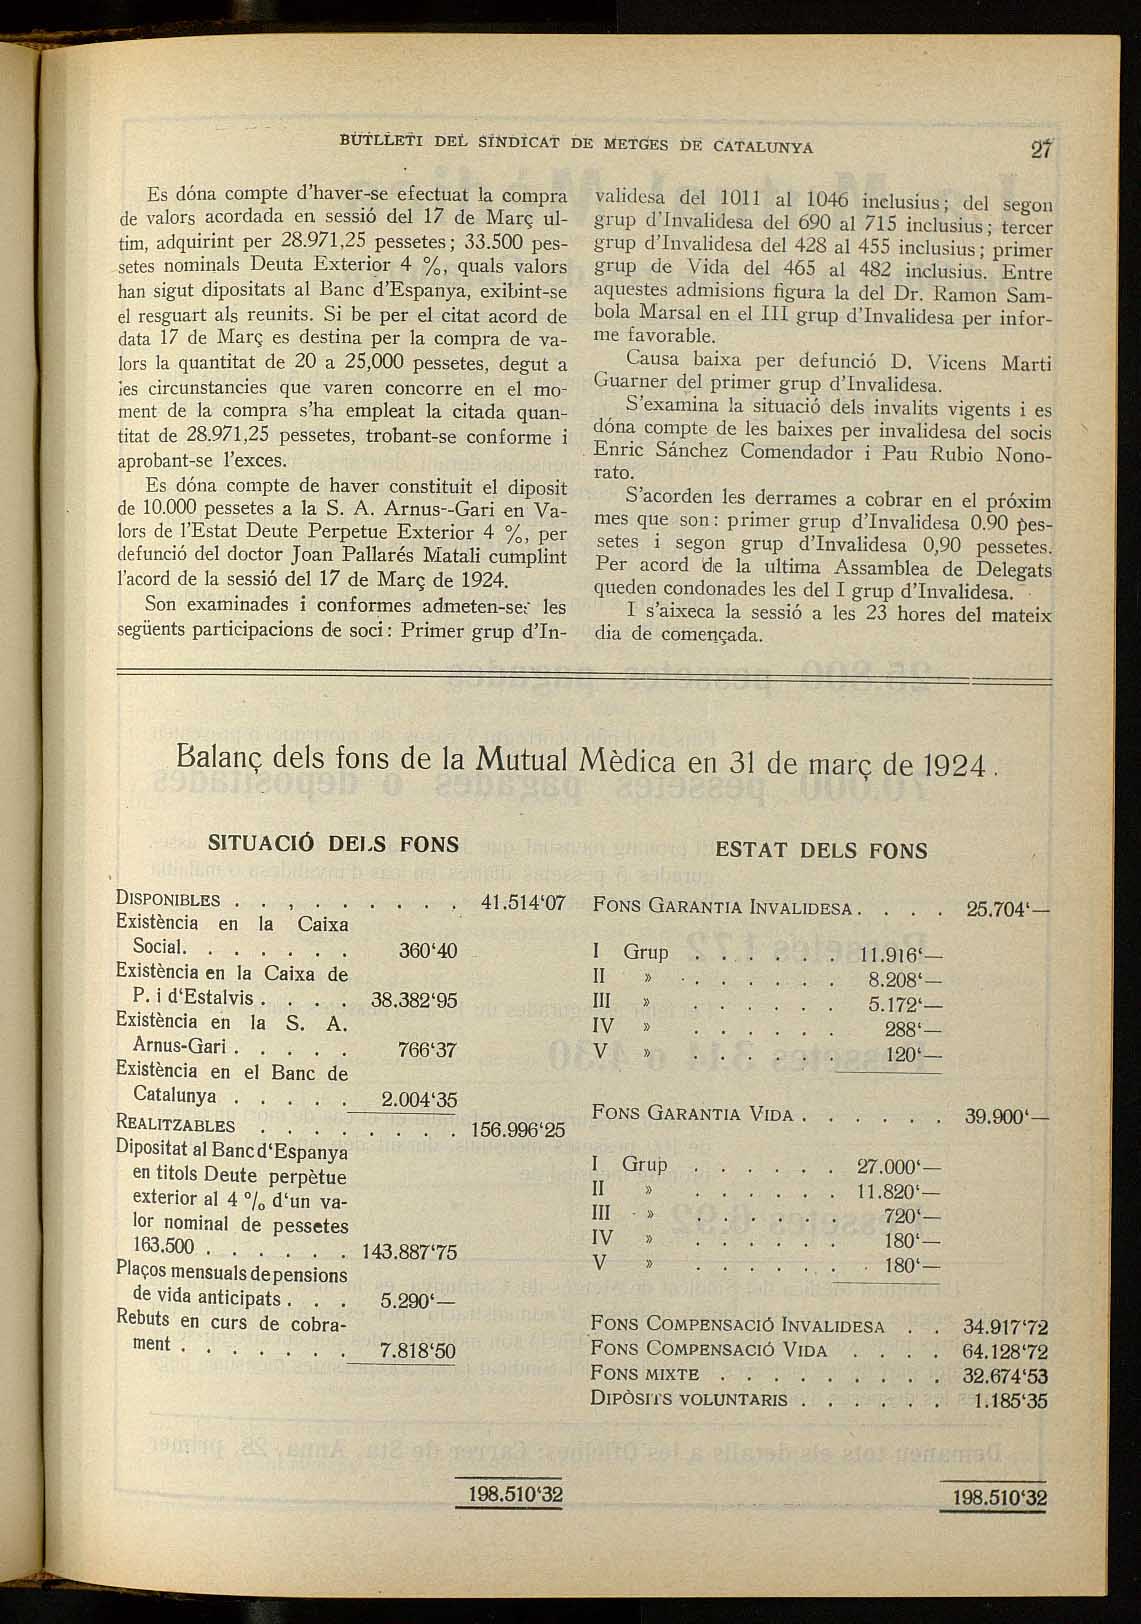 BUTLLETI DEL SINDICAT DE METGES DE CATALUNYA 27
Es dóna compte d'haver-se efectuat la compra
de valors acordada en sessió del 17 de Març ul-
tim, adquirint per 28.971,25 pessetes; 33.500 pes-
setes nominals Deuta Exterior 4 %, quals valors
han sigut dipositats al Banc d'Espanya, exibint-se
el resguart als reunits. Si be per el citat acord de
data 17 de Març es destina per la compra de va-
lors la quantitat de 20 a 25,000 pessetes, degut a
les circunstancies que varen concorre en el mo-
ment de la compra s'ha empleat la citada quan-
titat de 28.971,25 pessetes, trobant-se conforme i
aprobant-se l'exces.
Es dóna compte de haver constituit el diposit
de 10.000 pessetes a la S. A. Arnus--Gari en Va-
lors de l'Estat Deute Perpetue Exterior 4 %, per
defunció del doctor Joan Pallarés Matali cumplint
l'acord de la sessió del 17 de Març de 1924.
Son examinades i conformes admeten-se: les
següents participacions de soci: Primer grup d'In-
validesa del 1011 al 1046 inclusius; del segon
grup d'Invalidesa del 690 al 715 inclusius; tercer
grup d'Invalidesa del 428 al 455 inclusius; primer
grup de Vida del 465 al 482 inclusius. Entre
aquestes admisions figura la del Dr. Ramon Sam-
bola Marsal en el III grup d'Invalidesa per infor-
me favorable.
Causa baixa per defunció D. Vicens Marti
Guarner del primer grup d'Invalidesa.
S'examina la situació dels invalits vigents i es
dóna compte de les baixes per invalidesa del socis
Enric Sánchez Comendador i Pau Rubio Nono-
rato.
S'acorden les derrames a cobrar en el próxim
mes que son: primer grup d'Invalidesa 0.90 pes-
setes i segon grup d'Invalidesa 0,90 pessetes.
Per acord de la ultima Assamblea de Delegats
queden condonades les del I grup d'Invalidesa.
I s'aixeca la sessió a les 23 hores del mateix
dia de començada.
Balanç dels fons de la Mutual Mèdica en 31 de març de 1924.
SITUACIÓ DELS FONS
DISPONIBLES . . , . . . . . . 41.514‘07
Existència en la Caixa
Social. . . . . . . 360‘40
Existència en la Caixa de
P. i d‘Estalvis . . . . 38.382‘95
Existència en la S. A.
Arnus-Gari . . . . . 766‘37
Existència en el Banc de
Catalunya . . . . . 2.004‘35
REALITZABLES . . . . . . . . 156.996‘25
Dipositat al Banc d‘Espanya
en titols Deute perpètue
exterior al 4 % d‘un va-
lor nominal de pessetes
163.500 . . . . . . 143.887‘75
Plaços mensuals de pensions
de vida anticipats . . . 5.290‘—
Rebuts en curs de cobra-
ment . . . . . . . 7.818‘50
198.510‘32
ESTAT DELS FONS
FONS GARANTIA INVALIDESA. . . . 25.704‘—
I Grup . . . . . . 11.916‘—
II » . . . . . . 8.208‘—
III » . . . . . . 5.172‘—
IV » . . . . . . 288‘—
V » . . . . . . 120‘—
FONS GARANTIA VIDA . . . . . . 39.900‘—
I Grup . . . . . . 27.000‘—
II » . . . . . . 11.820‘—
III » . . . . . . 720‘—
IV » . . . . . . 180‘—
V » . . . . . . 180‘—
FONS COMPENSACIÓ INVALIDESA . . 34.917‘72
FONS COMPENSACIÓ VIDA . . . . 64.128‘72
FONS MIXTE . . . . . . . . . 32.674‘53
DIPÒSITS VOLUNTARIS . . . . . . 1.185‘35
198.510‘32